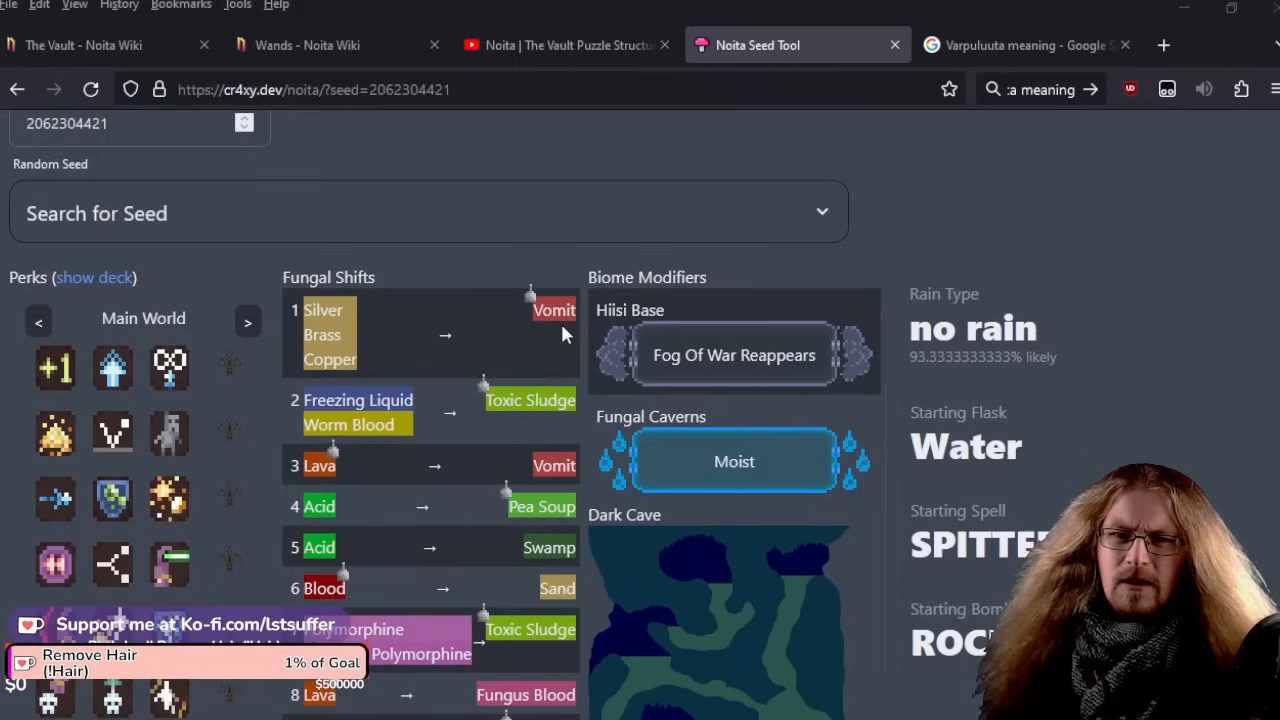 File Edit View History Bookmarks Tools Help
The Vault - Noita Wiki
Wands - Noita Wiki
Noita | The Vault Puzzle Structu
Noita Seed Tool
Varpuluuta meaning - Google S
https://cr4xy.dev/noita/?seed=2062304421
:a meaning
2062304421
Random Seed
Search for Seed
Perks (show deck)
< Main World >
Fungal Shifts
1 Silver → Vomit
Brass
Copper
2 Freezing Liquid → Toxic Sludge
Worm Blood
3 Lava → Vomit
4 Acid → Pea Soup
5 Acid → Swamp
6 Blood → Sand
Polymorphine → Toxic Sludge
Polymorphine
8 Lava → Fungus Blood
Biome Modifiers
Hiisi Base
Fog Of War Reappears
Fungal Caverns
Moist
Dark Cave
Rain Type
no rain
93.3333333333% likely
Starting Flask
Water
Starting Spell
SPITTE
Starting Bom
ROC
Support me at Ko-fi.com/lstsuffer
Remove Hair
(!Hair)
1% of Goal
$0
$500000